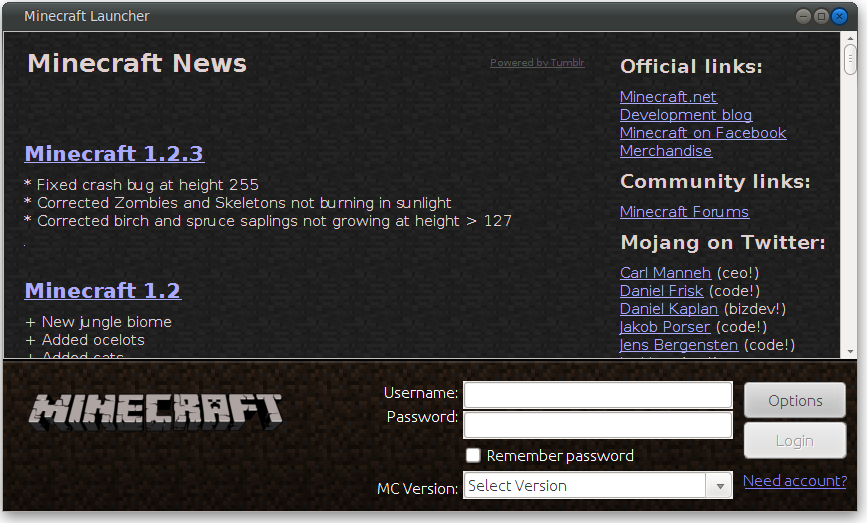 Minecraft Launcher
Minecraft News
Powered by Tumblr
Minecraft 1.2.3
* Fixed crash bug at height 255
* Corrected Zombies and Skeletons not burning in sunlight
* Corrected birch and spruce saplings not growing at height > 127
.
Minecraft 1.2
+ New jungle biome
+ Added ocelots
+ Added cats
Official links:
Minecraft.net
Development blog
Minecraft on Facebook
Merchandise
Community links:
Minecraft Forums
Mojang on Twitter:
Carl Manneh (ceo!)
Daniel Frisk (code!)
Daniel Kaplan (bizdev!)
Jakob Porser (code!)
Jens Bergensten (code!)
MINECRAFT
Username:
Password:
Remember password
MC Version: Select Version
Options
Login
Need account?